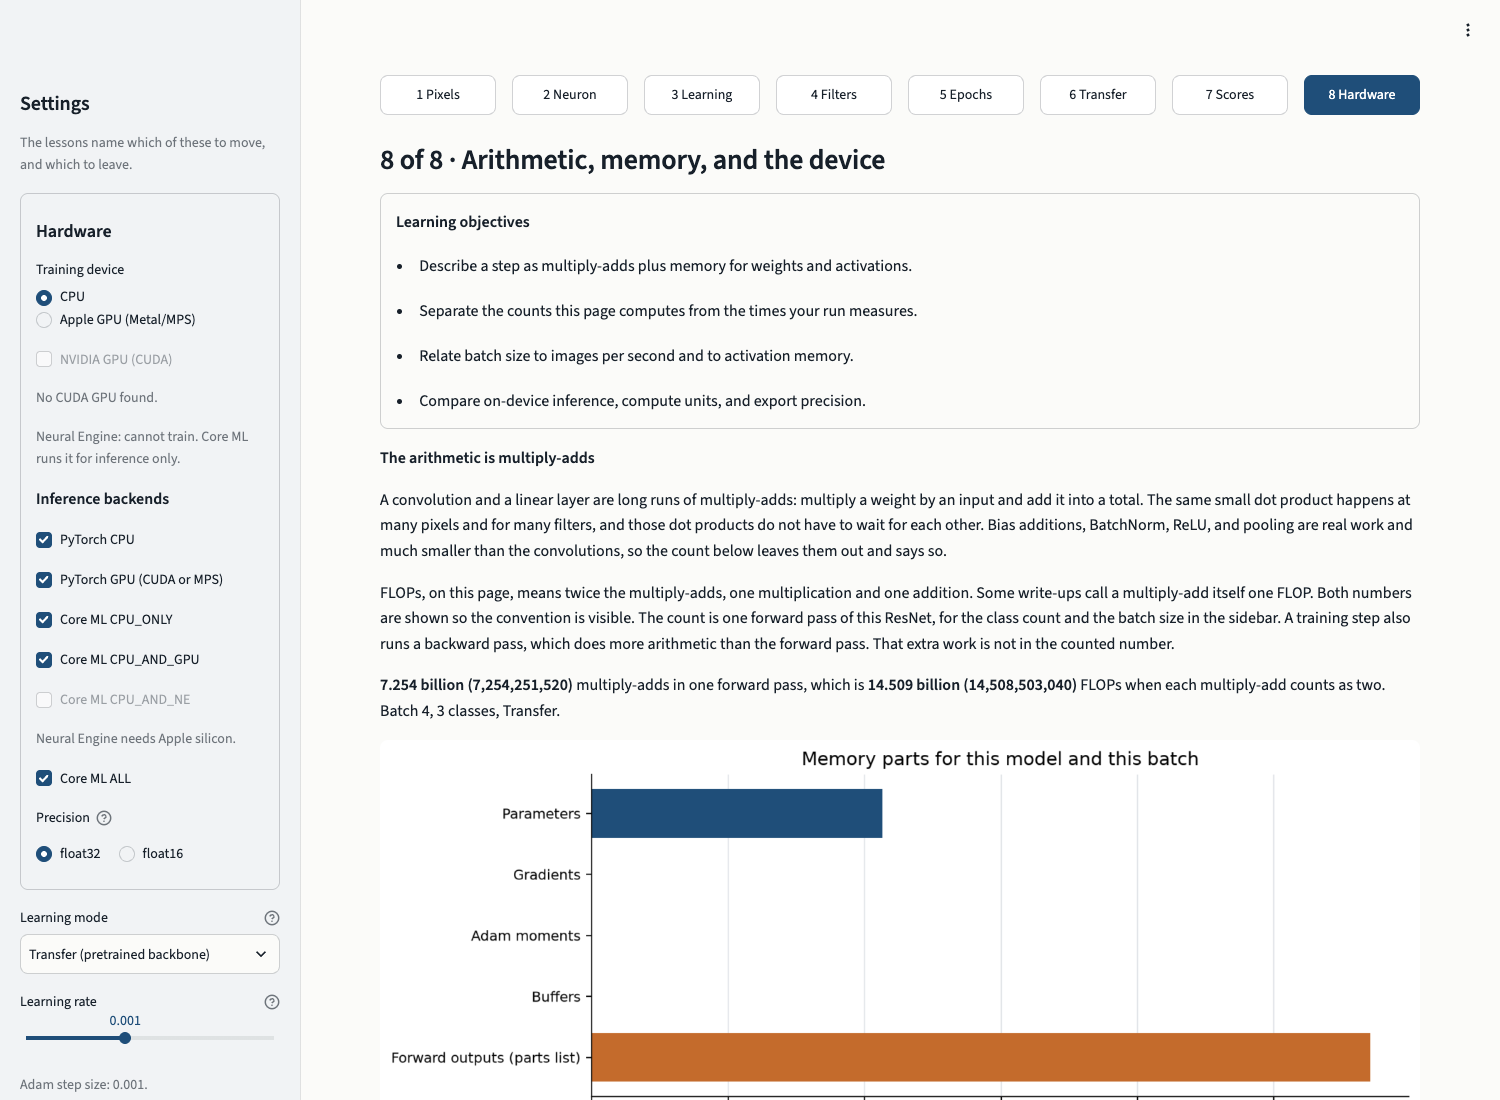 Settings
The lessons name which of these to move,
and which to leave.
Hardware
Training device
CPU
Apple GPU (Metal/MPS)
NVIDIA GPU (CUDA)
No CUDA GPU found.
Neural Engine: cannot train. Core ML
runs it for inference only.
Inference backends
PyTorch CPU
PyTorch GPU (CUDA or MPS)
Core ML CPU_ONLY
Core ML CPU_AND_GPU
Core ML CPU_AND_NE
Neural Engine needs Apple silicon.
Core ML ALL
Precision
float32 float16
Learning mode
Transfer (pretrained backbone)
Learning rate
0.001
Adam step size: 0.001.
1 Pixels 2 Neuron 3 Learning 4 Filters 5 Epochs 6 Transfer 7 Scores 8 Hardware
8 of 8 · Arithmetic, memory, and the device
Learning objectives
• Describe a step as multiply-adds plus memory for weights and activations.
• Separate the counts this page computes from the times your run measures.
• Relate batch size to images per second and to activation memory.
• Compare on-device inference, compute units, and export precision.
The arithmetic is multiply-adds
A convolution and a linear layer are long runs of multiply-adds: multiply a weight by an input and add it into a total. The same small dot product happens at
many pixels and for many filters, and those dot products do not have to wait for each other. Bias additions, BatchNorm, ReLU, and pooling are real work and
much smaller than the convolutions, so the count below leaves them out and says so.
FLOPs, on this page, means twice the multiply-adds, one multiplication and one addition. Some write-ups call a multiply-add itself one FLOP. Both numbers
are shown so the convention is visible. The count is one forward pass of this ResNet, for the class count and the batch size in the sidebar. A training step also
runs a backward pass, which does more arithmetic than the forward pass. That extra work is not in the counted number.
7.254 billion (7,254,251,520) multiply-adds in one forward pass, which is 14.509 billion (14,508,503,040) FLOPs when each multiply-add counts as two.
Batch 4, 3 classes, Transfer.
Memory parts for this model and this batch
Parameters
Gradients
Adam moments
Buffers
Forward outputs (parts list)